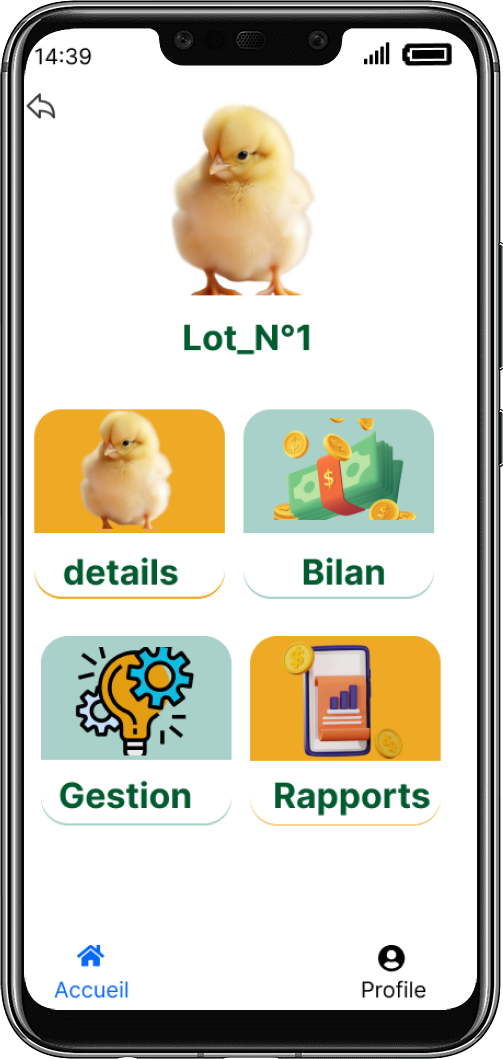 14:39
Lot_N°1
details
Bilan
Gestion
Rapports
Accueil
Profile